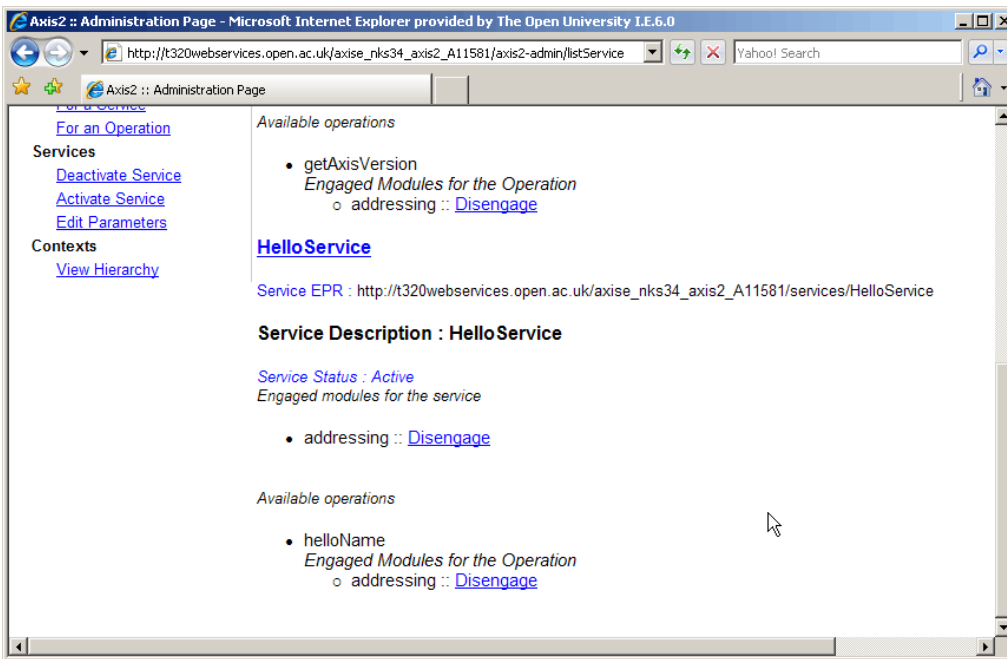 Axis2 :: Administration Page - Microsoft Internet Explorer provided by The Open University I.E.6.0
http://t320webservices.open.ac.uk/axise_nks34_axis2_A11581/axis2-admin/listService
Yahoo! Search
Axis2 :: Administration Page
For a Service
For an Operation
Services
Deactivate Service
Activate Service
Edit Parameters
Contexts
View Hierarchy
Available operations
getAxisVersion
Engaged Modules for the Operation
addressing :: Disengage
HelloService
Service EPR : http://t320webservices.open.ac.uk/axise_nks34_axis2_A11581/services/HelloService
Service Description : HelloService
Service Status : Active
Engaged modules for the service
addressing :: Disengage
Available operations
helloName
Engaged Modules for the Operation
addressing :: Disengage